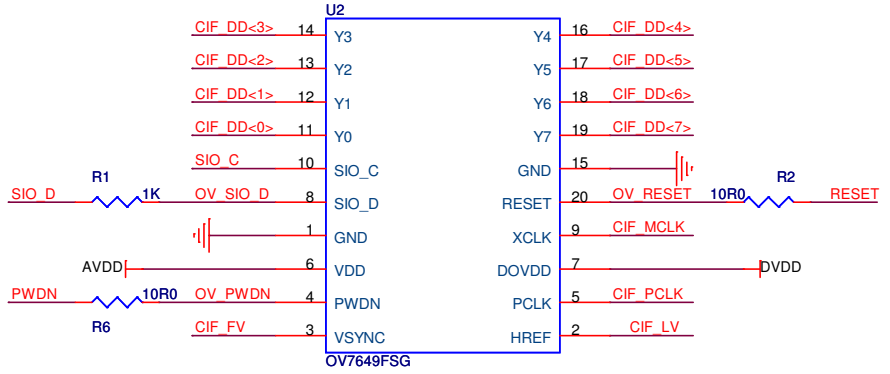 U2
CIF_DD<3> 14 Y3 Y4 16 CIF_DD<4>
CIF_DD<2> 13 Y2 Y5 17 CIF_DD<5>
CIF_DD<1> 12 Y1 Y6 18 CIF_DD<6>
CIF_DD<0> 11 Y0 Y7 19 CIF_DD<7>
SIO_C 10 SIO_C GND 15
R1 R2
SIO_D 1K OV_SIO_D 8 SIO_D RESET 20 OV_RESET 10R0 RESET
1 GND XCLK 9 CIF_MCLK
AVDD 6 VDD DOVDD 7 DVDD
PWDN 10R0 OV_PWDN 4 PWDN PCLK 5 CIF_PCLK
R6
CIF_FV 3 VSYNC HREF 2 CIF_LV
OV7649FSG